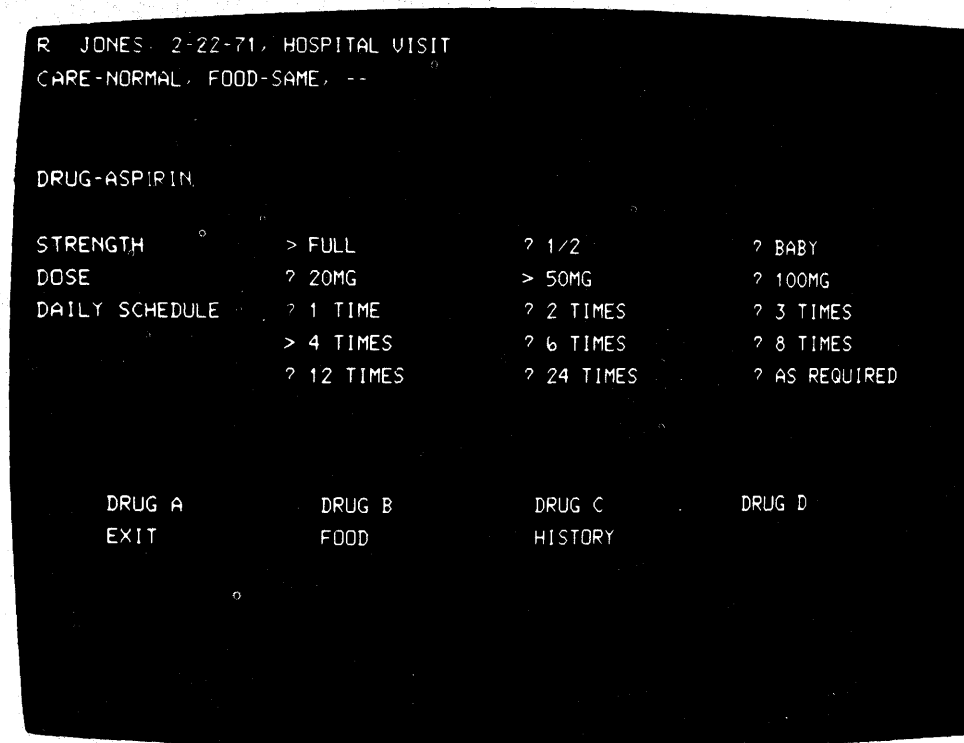 R JONES, 2-22-71, HOSPITAL VISIT
CARE-NORMAL, FOOD-SAME, --
DRUG-ASPIRIN
STRENGTH > FULL ? 1/2 ? BABY
DOSE ? 20MG > 50MG ? 100MG
DAILY SCHEDULE ? 1 TIME ? 2 TIMES ? 3 TIMES
> 4 TIMES ? 6 TIMES ? 8 TIMES
? 12 TIMES ? 24 TIMES ? AS REQUIRED
DRUG A DRUG B DRUG C DRUG D
EXIT FOOD HISTORY